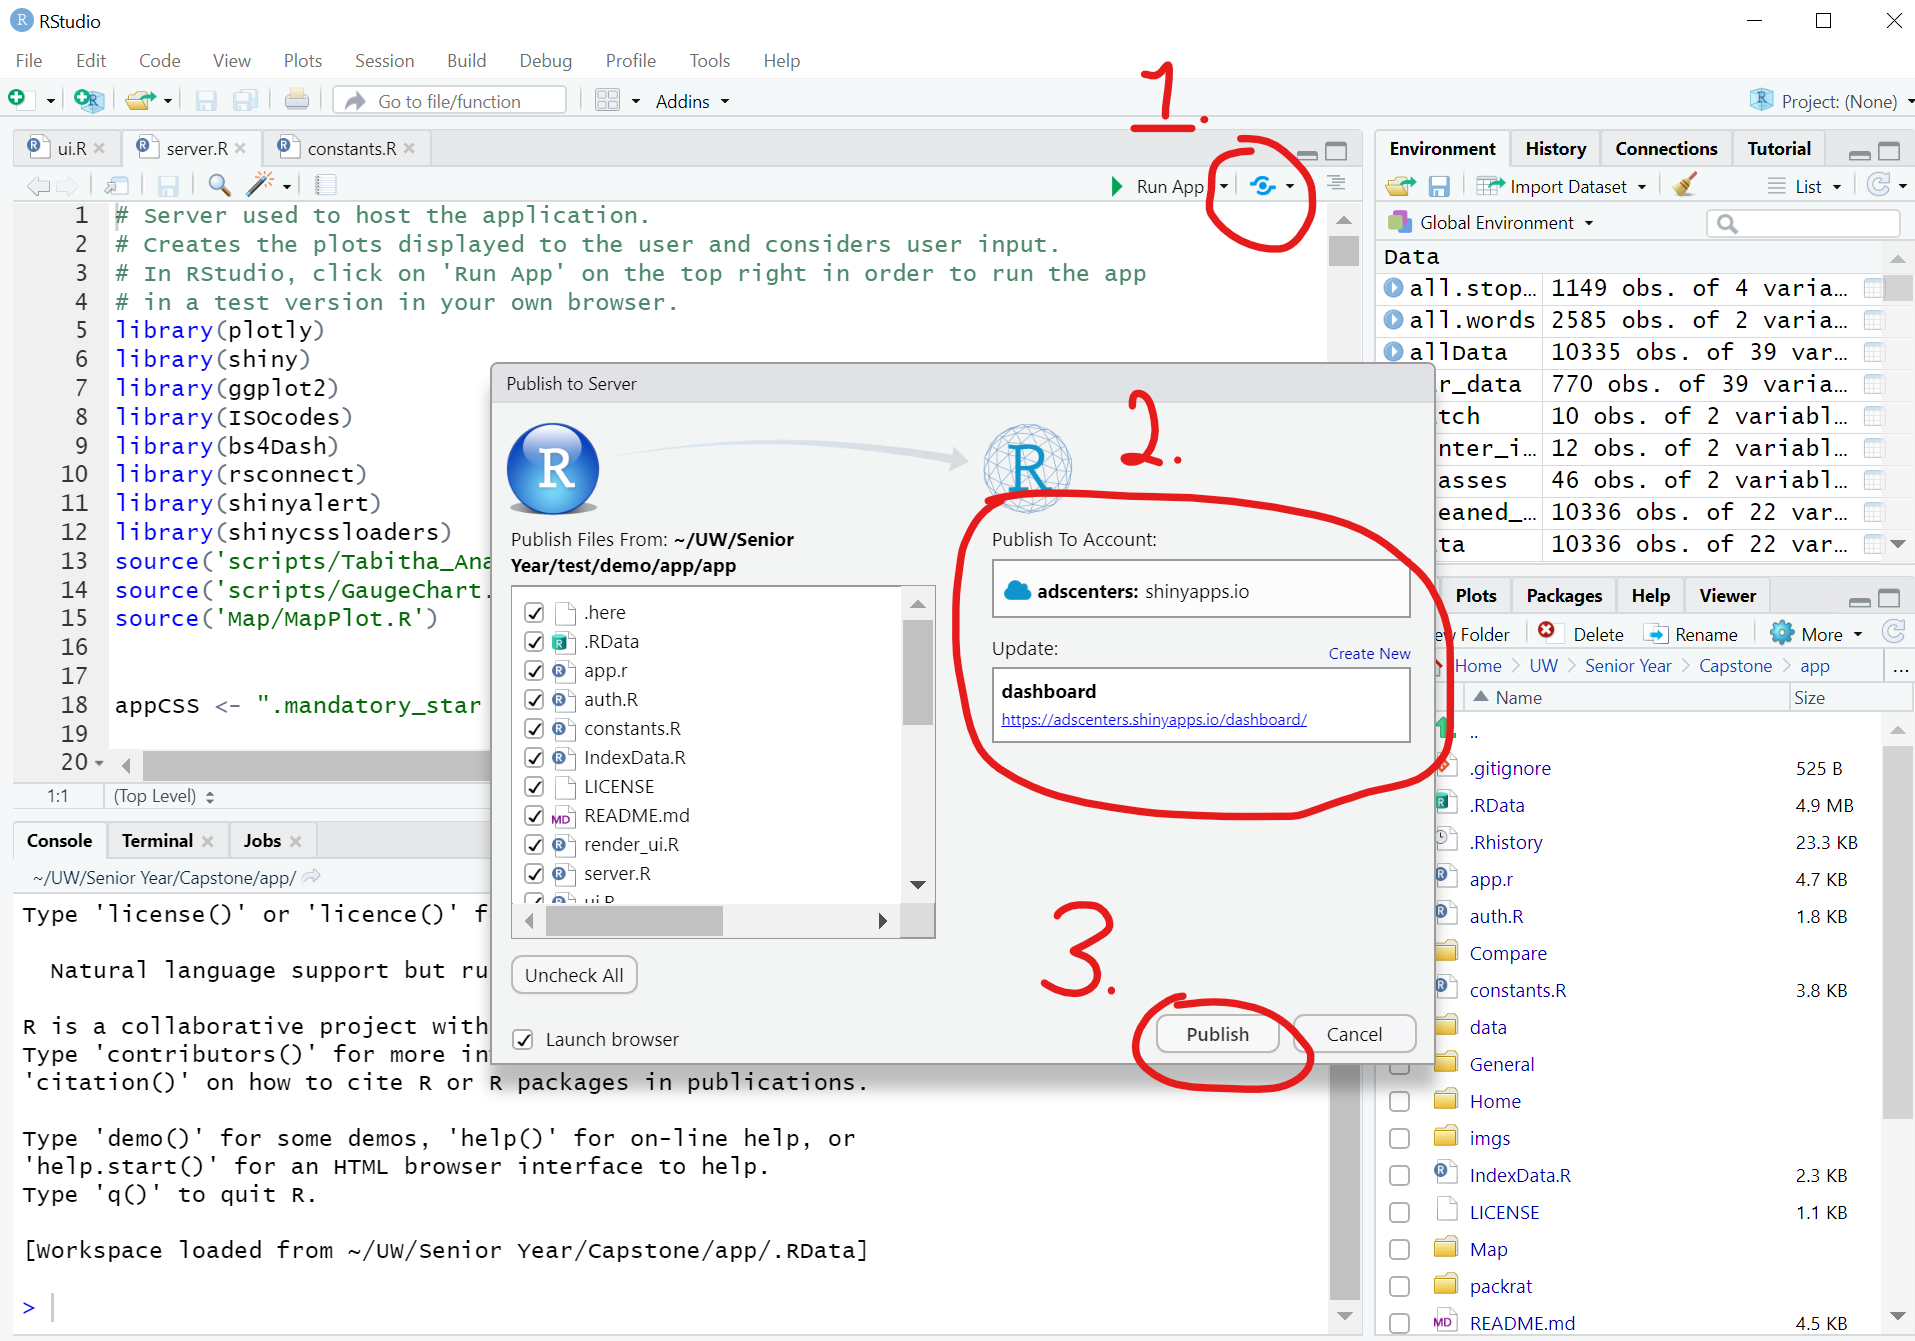 RStudio
File Edit Code View Plots Session Build Debug Profile Tools Help
Go to file/function Addins Project: (None)
1.
ui.R server.R constants.R
Run App
1 # Server used to host the application.
2 # Creates the plots displayed to the user and considers user input.
3 # In RStudio, click on 'Run App' on the top right in order to run the app
4 # in a test version in your own browser.
5 library(plotly)
6 library(shiny)
7 library(ggplot2)
8 library(ISOcodes)
9 library(bs4Dash)
10 library(rsconnect)
11 library(shinyalert)
12 library(shinycssloaders)
13 source('scripts/Tabitha_Ana
14 source('scripts/GaugeChart.
15 source('Map/MapPlot.R')
16
17
18 appCSS <- ".mandatory_star
19
20
1:1 (Top Level)
Console Terminal Jobs
~/UW/Senior Year/Capstone/app/
Type 'license()' or 'licence()' f
Natural language support but ru
R is a collaborative project with
Type 'contributors()' for more in
'citation()' on how to cite R or R packages in publications.
Type 'demo()' for some demos, 'help()' for on-line help, or
'help.start()' for an HTML browser interface to help.
Type 'q()' to quit R.
[Workspace loaded from ~/UW/Senior Year/Capstone/app/.RData]
>
Publish to Server
R R
2.
Publish Files From: ~/UW/Senior
Year/test/demo/app/app
.here
.RData
app.r
auth.R
constants.R
IndexData.R
LICENSE
README.md
render_ui.R
server.R
ui.R
Uncheck All
Launch browser
Publish To Account:
adscenters: shinyapps.io
Update: Create New
dashboard
https://adscenters.shinyapps.io/dashboard/
3.
Publish Cancel
Environment History Connections Tutorial
Import Dataset List
Global Environment
Data
all.stop… 1149 obs. of 4 varia…
all.words 2585 obs. of 2 varia…
allData 10335 obs. of 39 var…
r_data 770 obs. of 39 varia…
tch 10 obs. of 2 variabl…
nter_i… 12 obs. of 2 variabl…
asses 46 obs. of 2 variabl…
eaned_… 10336 obs. of 22 var…
ta 10336 obs. of 22 var…
Plots Packages Help Viewer
ew Folder Delete Rename More
Home UW Senior Year Capstone app ...
Name Size
..
.gitignore 525 B
.RData 4.9 MB
.Rhistory 23.3 KB
app.r 4.7 KB
auth.R 1.8 KB
Compare
constants.R 3.8 KB
data
General
Home
imgs
IndexData.R 2.3 KB
LICENSE 1.1 KB
Map
packrat
README.md 4.5 KB